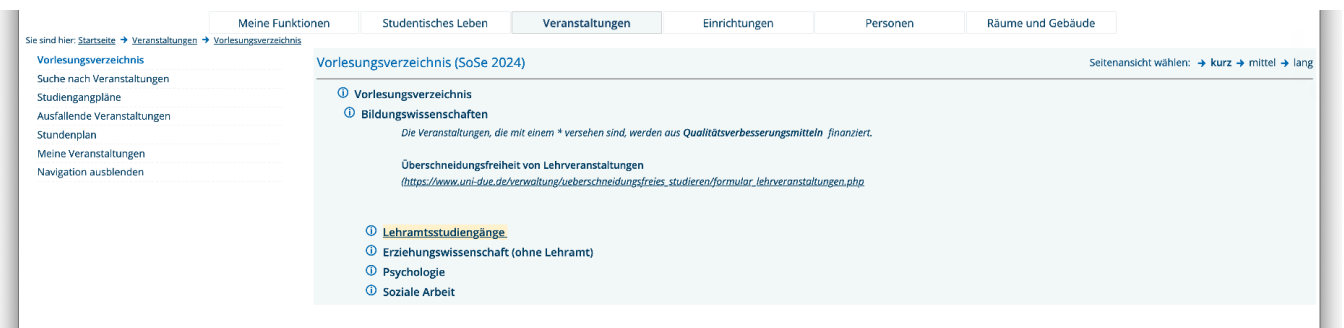 Meine Funktionen Studentisches Leben Veranstaltungen Einrichtungen Personen Räume und Gebäude
Sie sind hier: Startseite ➔ Veranstaltungen ➔ Vorlesungsverzeichnis
Vorlesungsverzeichnis
Suche nach Veranstaltungen
Studiengangpläne
Ausfallende Veranstaltungen
Stundenplan
Meine Veranstaltungen
Navigation ausblenden
Vorlesungsverzeichnis (SoSe 2024) Seitenansicht wählen: ➔ kurz ➔ mittel ➔ lang
Vorlesungsverzeichnis
Bildungswissenschaften
Die Veranstaltungen, die mit einem * versehen sind, werden aus Qualitätsverbesserungsmitteln finanziert.
Überschneidungsfreiheit von Lehrveranstaltungen
(https://www.uni-due.de/verwaltung/ueberschneidungsfreies_studieren/formular_lehrveranstaltungen.php
Lehramtsstudiengänge
Erziehungswissenschaft (ohne Lehramt)
Psychologie
Soziale Arbeit